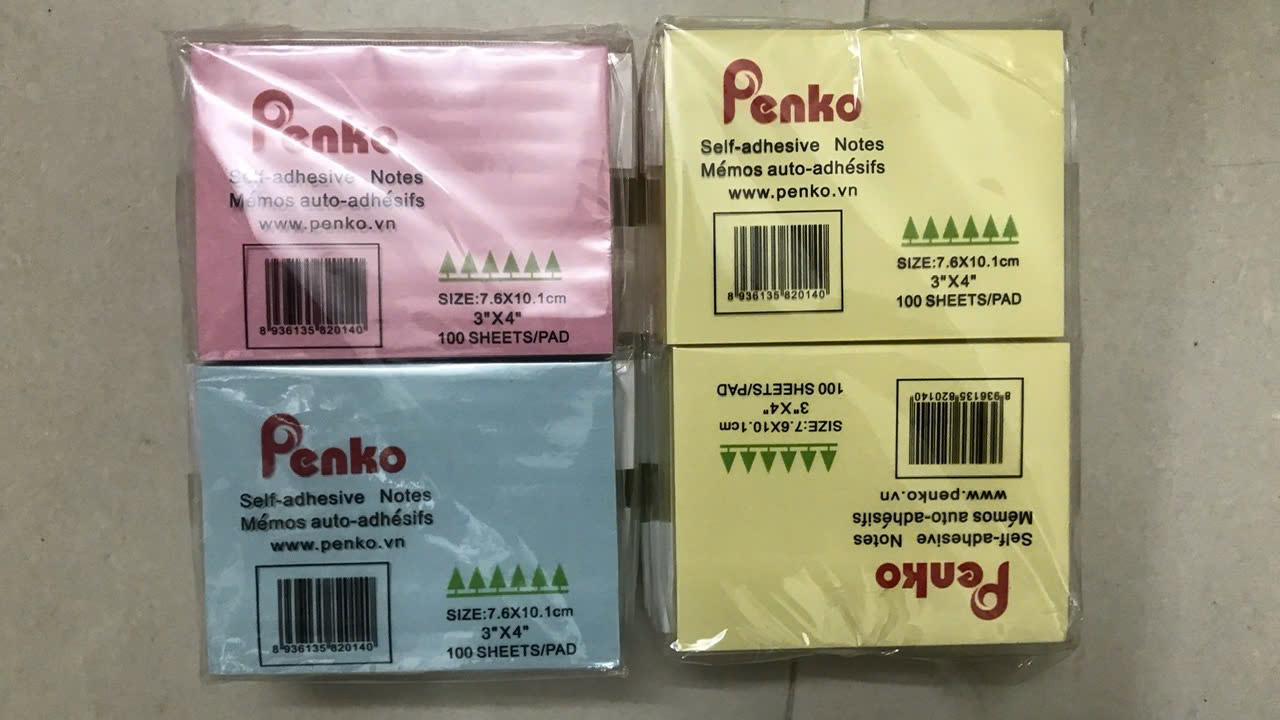 Penko
Self-adhesive Notes
Mémos auto-adhésifs
www.penko.vn
8 936135 820140
SIZE:7.6X10.1cm
3"X4"
100 SHEETS/PAD
Penko
Self-adhesive Notes
Mémos auto-adhésifs
www.penko.vn
8 936135 820140
SIZE:7.6X10.1cm
3"X4"
100 SHEETS/PAD
Penko
Self-adhesive Notes
Mémos auto-adhésifs
www.penko.vn
8 936135 820140
SIZE:7.6X10.1cm
3"X4"
100 SHEETS/PAD
Penko
Self-adhesive Notes
Mémos auto-adhésifs
www.penko.vn
8 936135 820140
SIZE:7.6X10.1cm
3"X4"
100 SHEETS/PAD